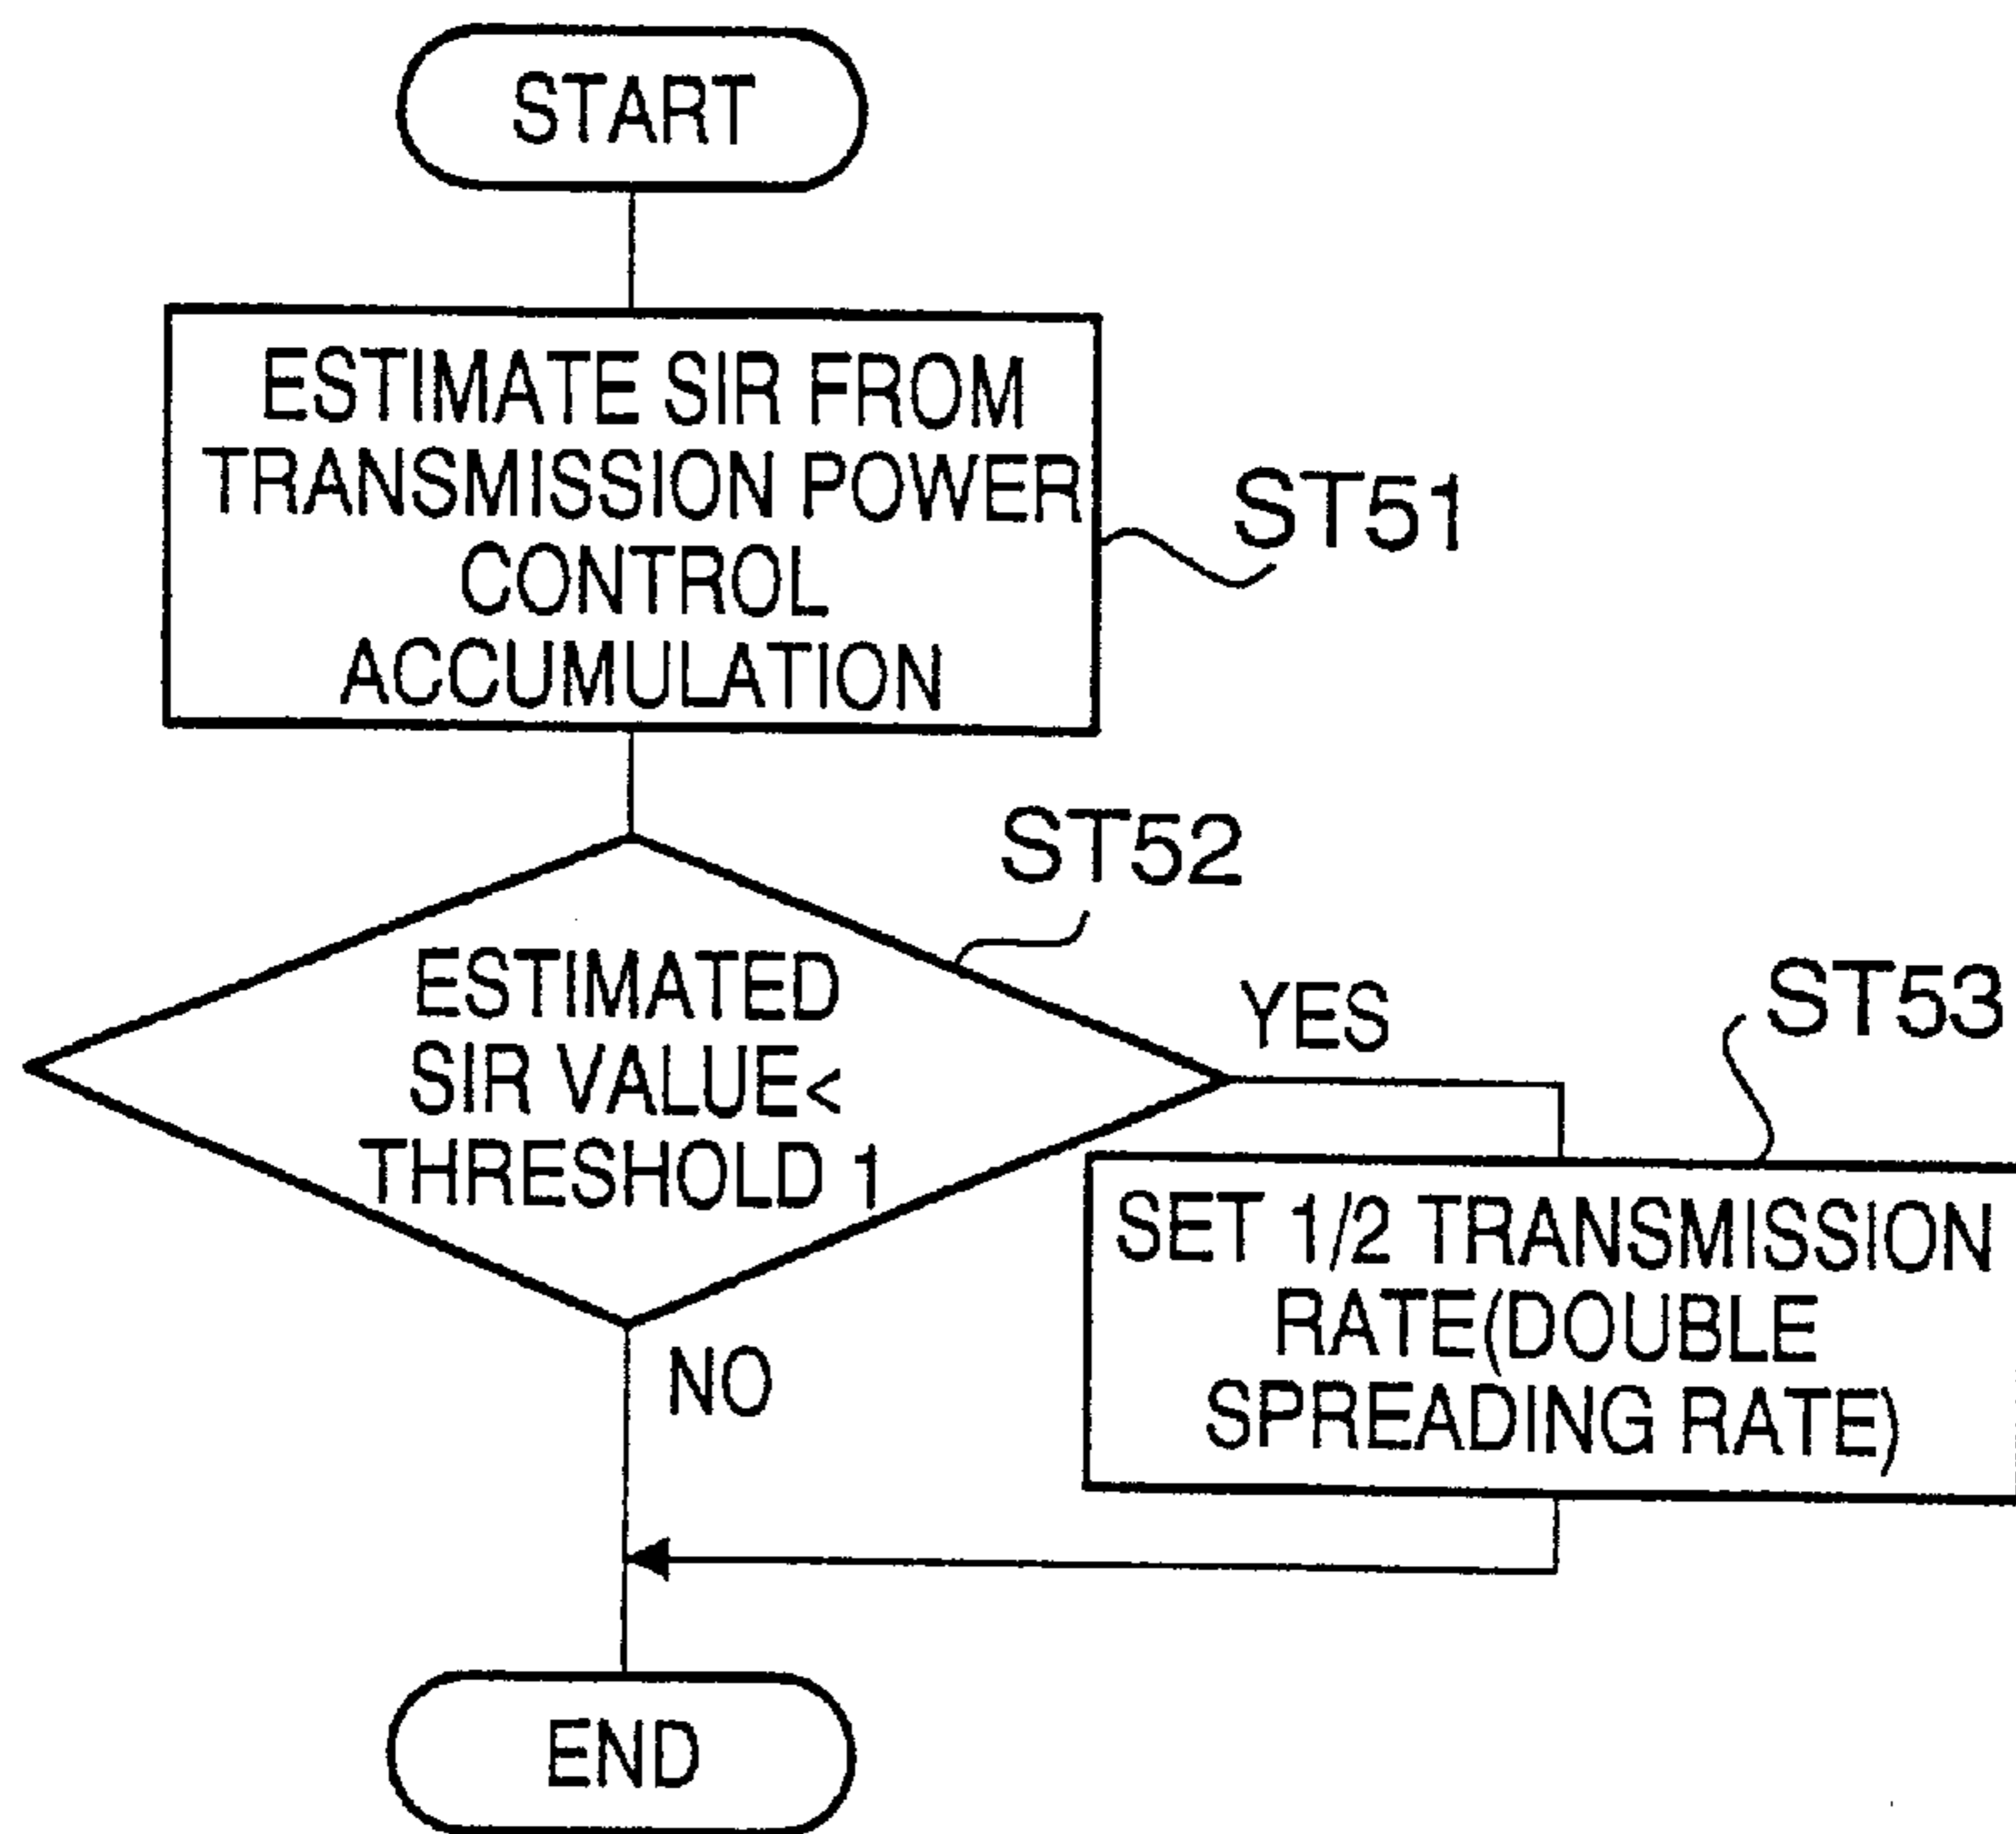 START
ESTIMATE SIR FROM
TRANSMISSION POWER
CONTROL
ACCUMULATION
ST51
ST52
ESTIMATED
SIR VALUE<
THRESHOLD 1
YES
ST53
SET 1/2 TRANSMISSION
RATE(DOUBLE
SPREADING RATE)
NO
END